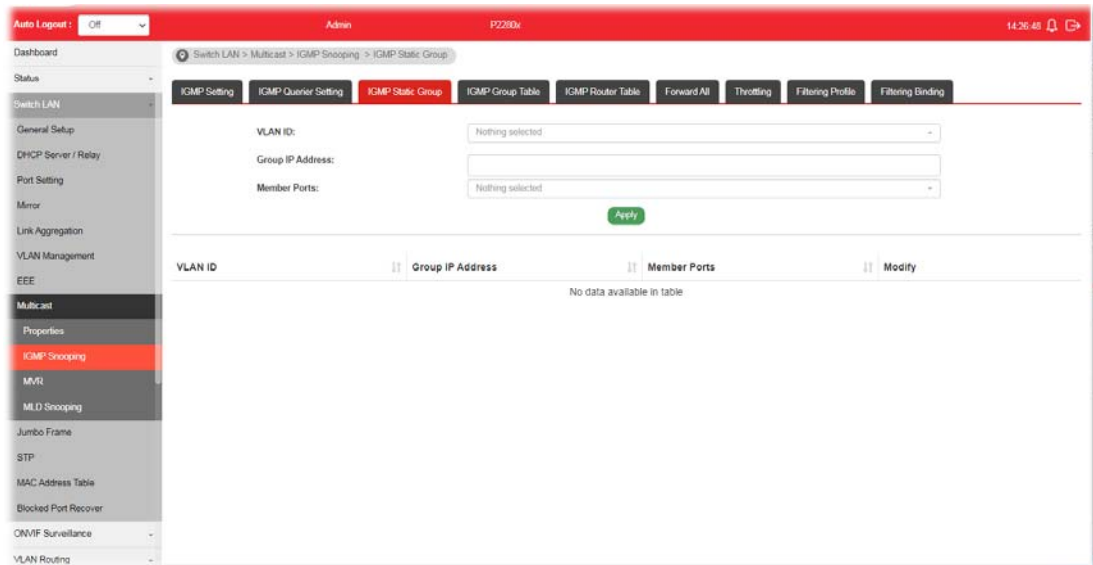 Auto Logout : Off Admin P2280x 14:26:48
Dashboard
Status
Switch LAN
General Setup
DHCP Server / Relay
Port Setting
Mirror
Link Aggregation
VLAN Management
EEE
Multicast
Properties
IGMP Snooping
MVR
MLD Snooping
Jumbo Frame
STP
MAC Address Table
Blocked Port Recover
ONVIF Surveillance
VLAN Routing
Switch LAN > Multicast > IGMP Snooping > IGMP Static Group
IGMP Setting IGMP Querier Setting IGMP Static Group IGMP Group Table IGMP Router Table Forward All Throttling Filtering Profile Filtering Binding
VLAN ID: Nothing selected
Group IP Address:
Member Ports: Nothing selected
Apply
VLAN ID Group IP Address Member Ports Modify
No data available in table